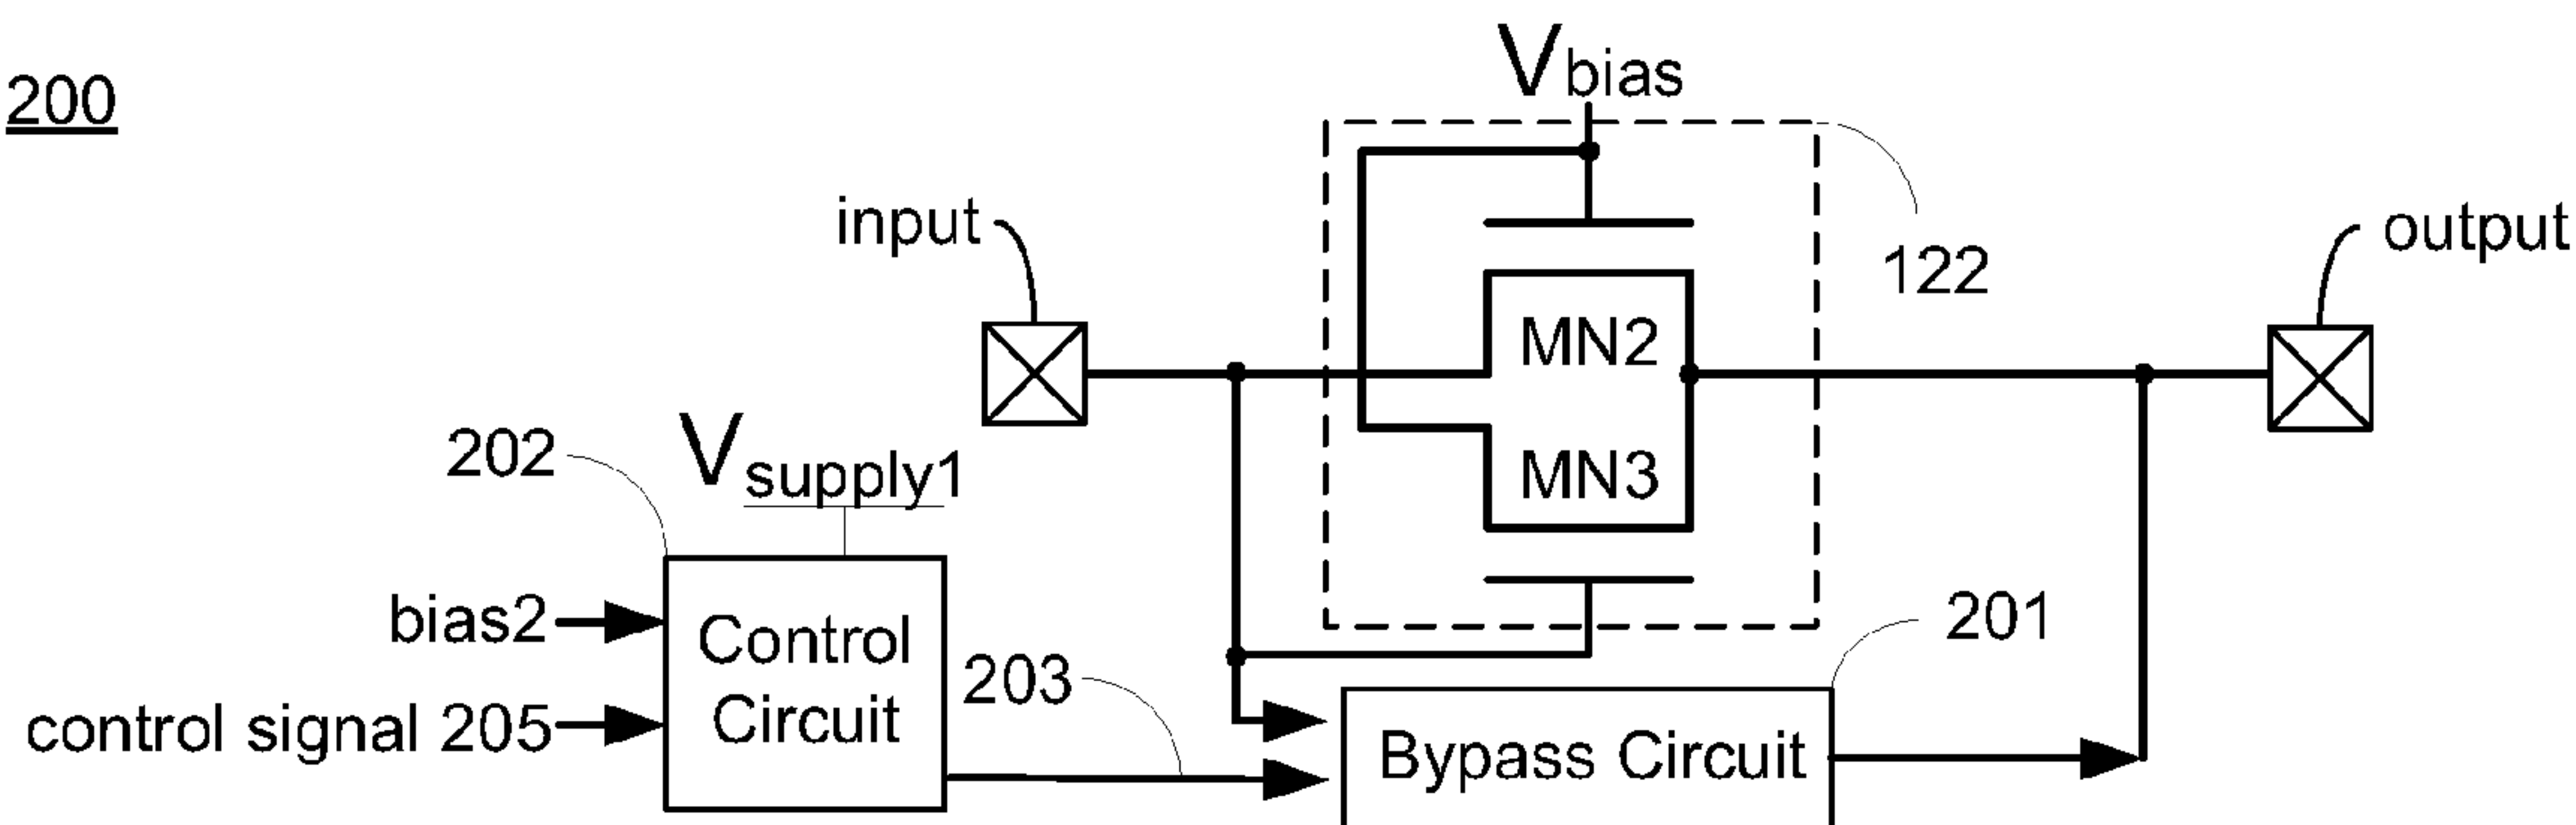 200
Vbias
input
122
output
MN2
MN3
202
Vsupply1
bias2
control signal 205
Control
Circuit
203
201
Bypass Circuit